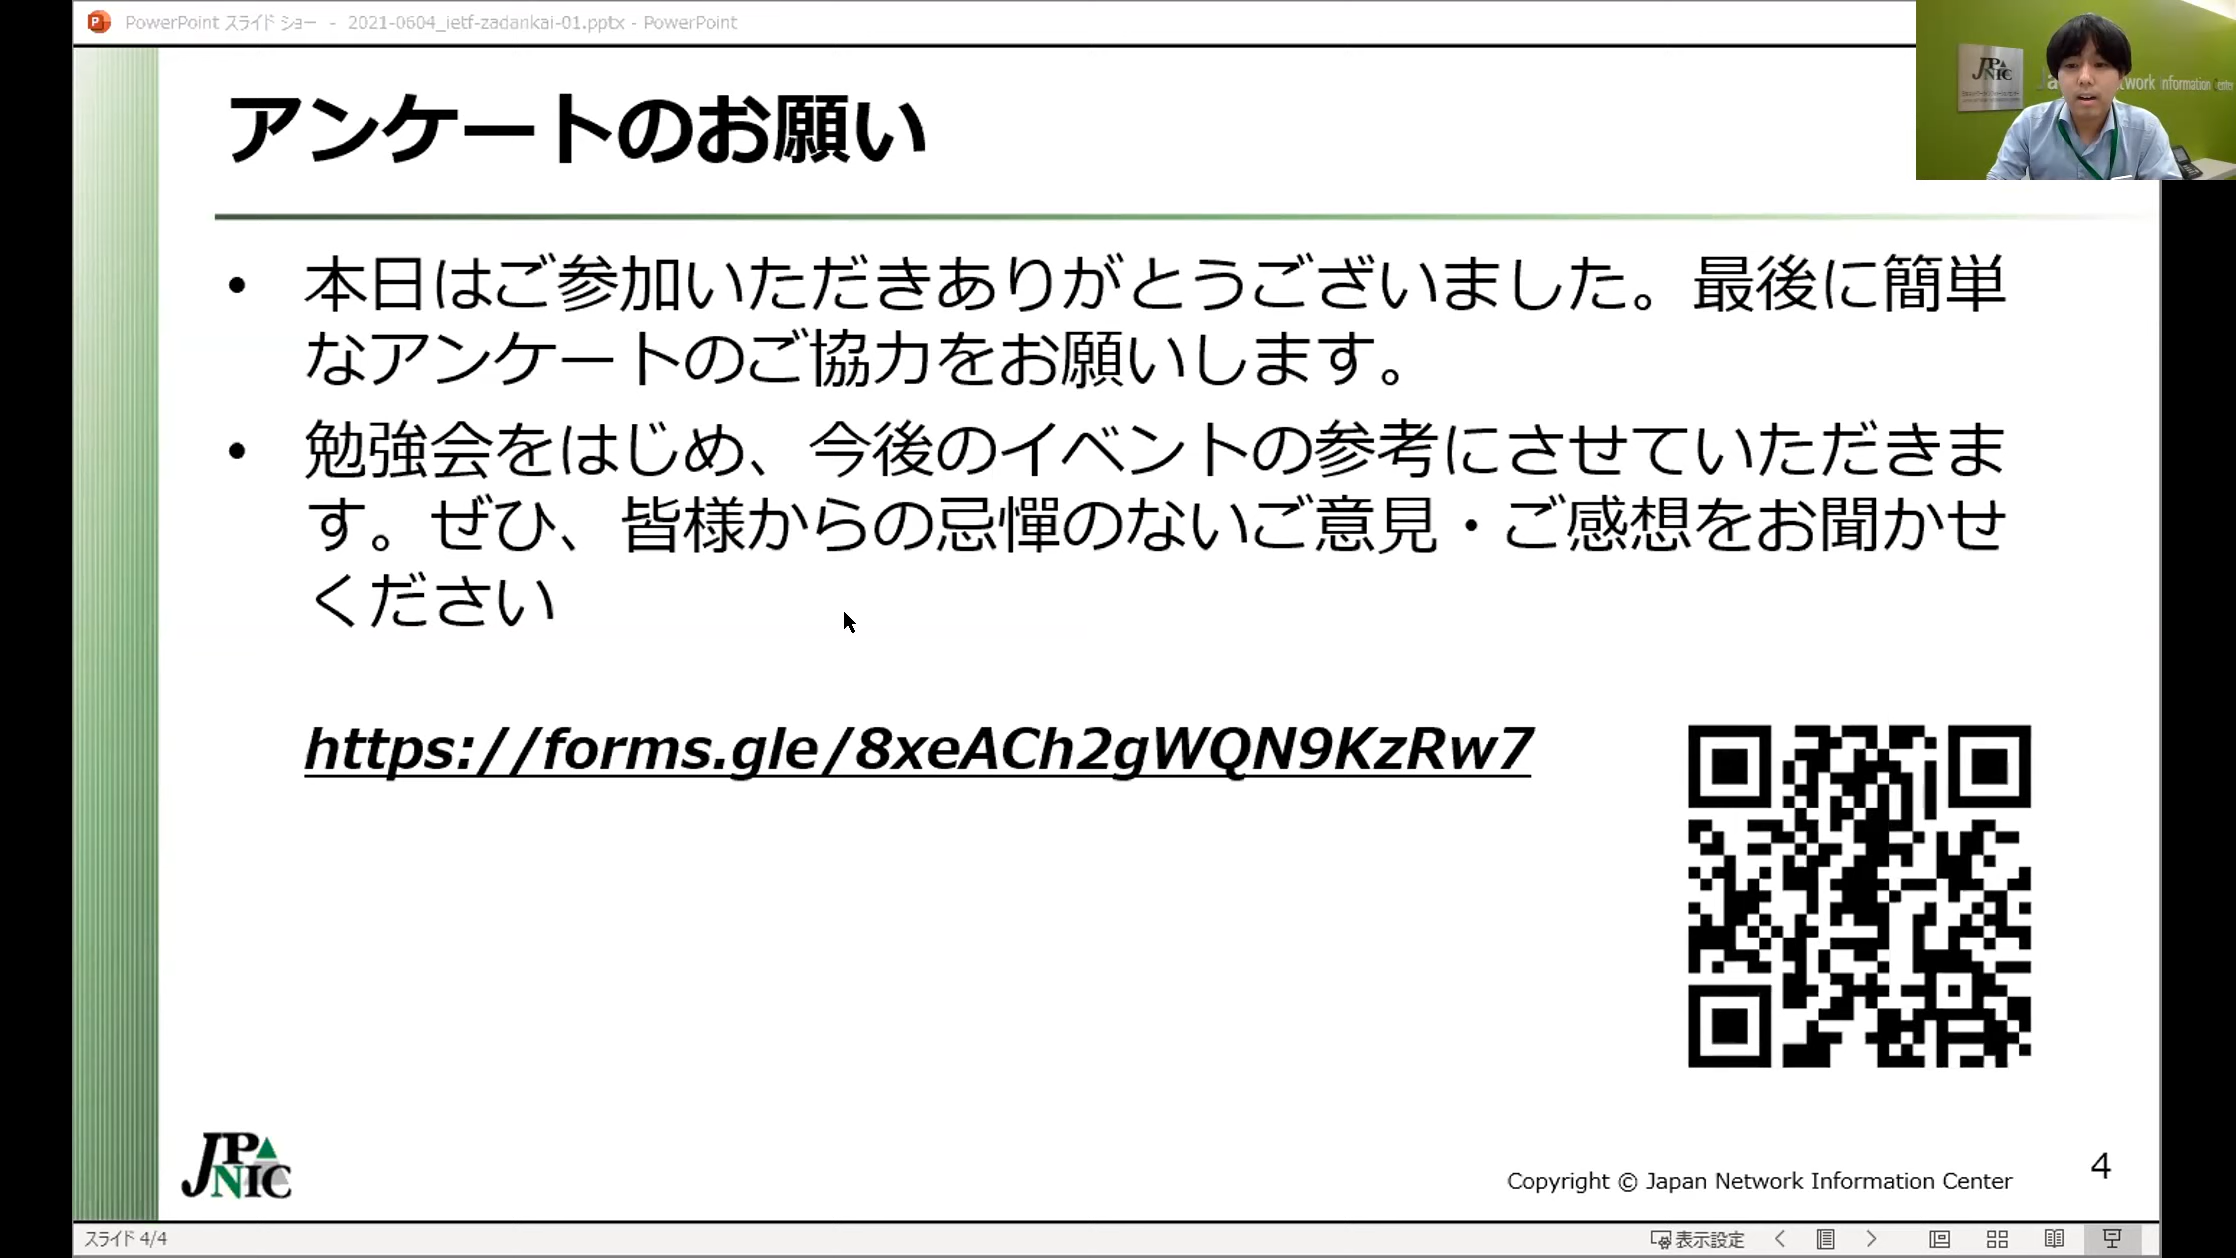 PowerPoint スライド ショー - 2021-0604_ietf-zadankai-01.pptx - PowerPoint
JPNIC
work Information Center
アンケートのお願い
• 本日はご参加いただきありがとうございました。最後に簡単
なアンケートのご協力をお願いします。
• 勉強会をはじめ、今後のイベントの参考にさせていただきま
す。ぜひ、皆様からの忌憚のないご意見・ご感想をお聞かせ
ください
https://forms.gle/8xeACh2gWQN9KzRw7
JPNIC
Copyright © Japan Network Information Center
4
スライド 4/4
表示設定